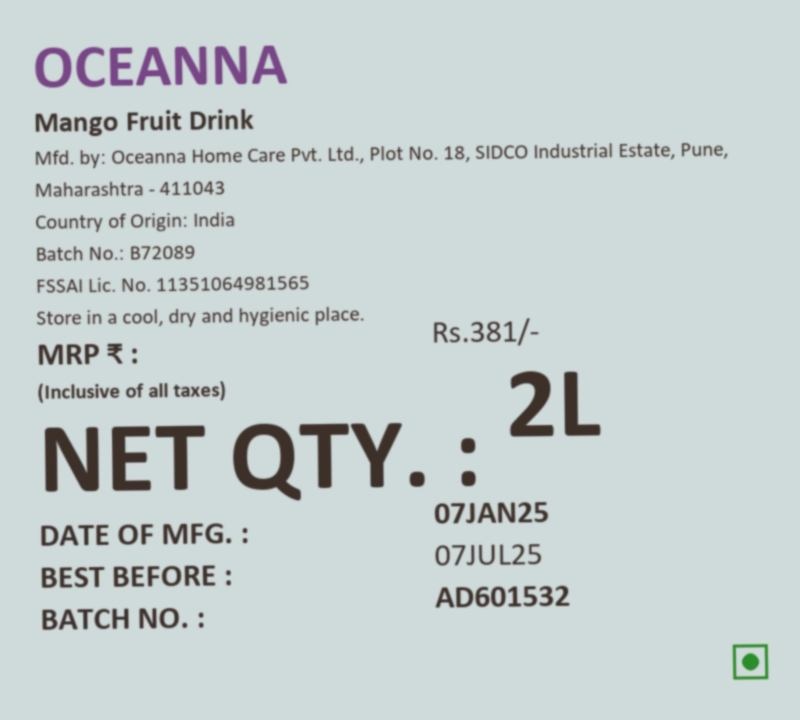 OCEANNA
Mango Fruit Drink
Mfd. by: Oceanna Home Care Pvt. Ltd., Plot No. 18, SIDCO Industrial Estate, Pune,
Maharashtra - 411043
Country of Origin: India
Batch No.: B72089
FSSAI Lic. No. 11351064981565
Store in a cool, dry and hygienic place.
MRP ₹ : Rs.381/-
(Inclusive of all taxes)
NET QTY. : 2L
DATE OF MFG. : 07JAN25
BEST BEFORE : 07JUL25
BATCH NO. : AD601532